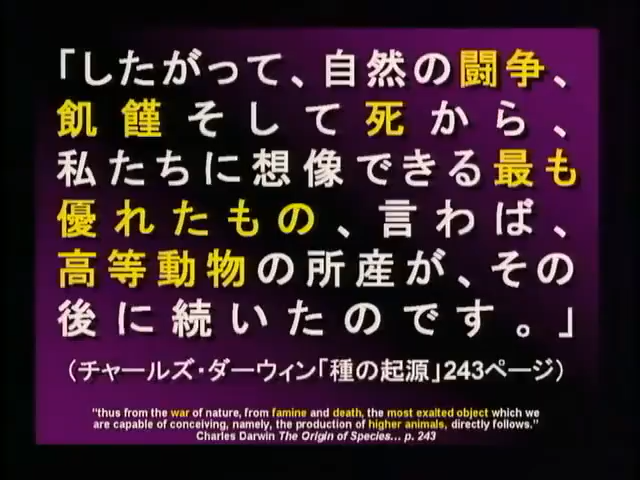 「したがって、自然の闘争、
飢饉そして死から、
私たちに想像できる最も
優れたもの、言わば、
高等動物の所産が、その
後に続いたのです。」
（チャールズ・ダーウィン「種の起源」243ページ）
"thus from the war of nature, from famine and death, the most exalted object which we
are capable of conceiving, namely, the production of higher animals, directly follows."
Charles Darwin The Origin of Species... p. 243